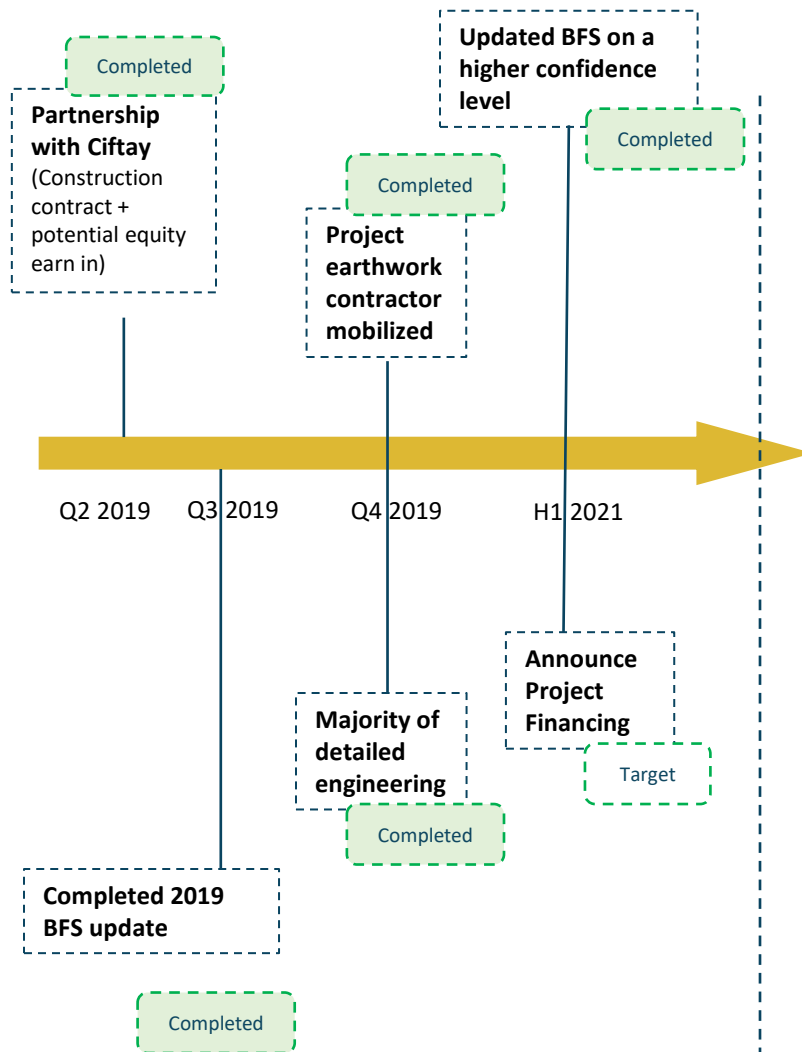 Completed
Partnership
with Ciftay
(Construction
contract +
potential equity
earn in)
Updated BFS on a
higher confidence
level
Completed
Completed
Project
earthwork
contractor
mobilized
Q2 2019
Q3 2019
Q4 2019
H1 2021
Announce
Project
Financing
Target
Majority of
detailed
engineering
Completed
Completed 2019
BFS update
Completed